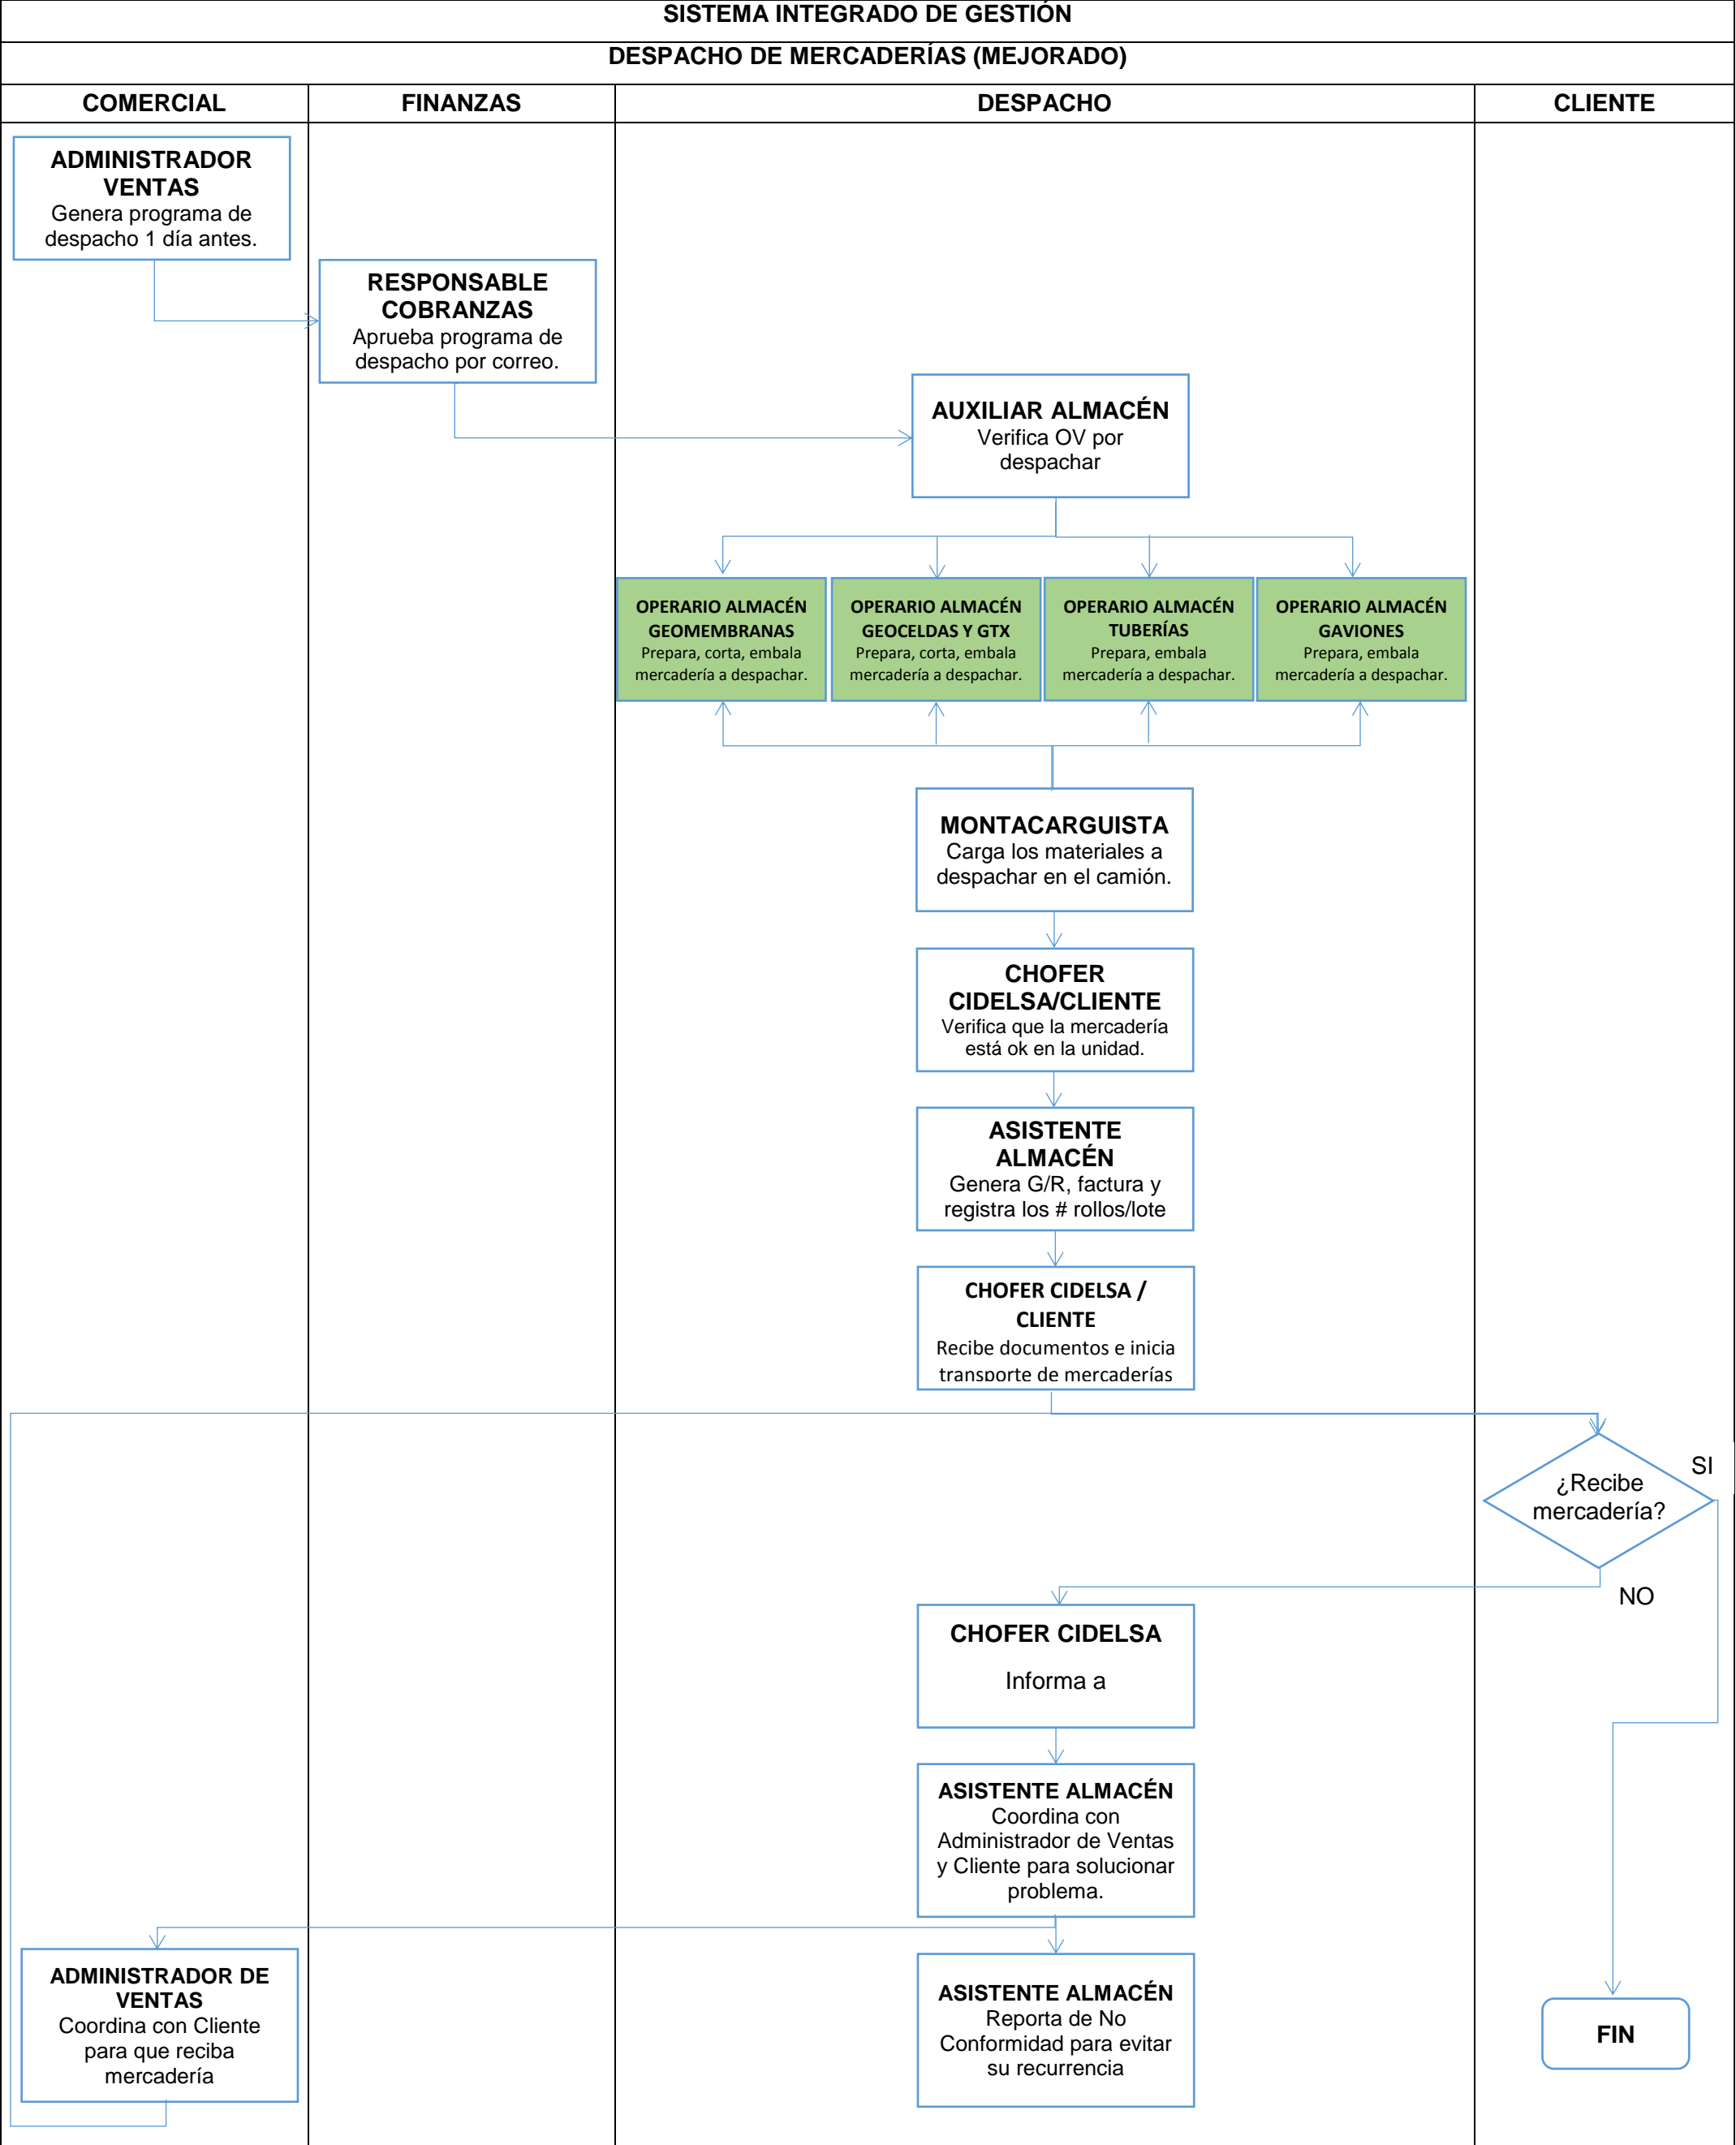 SISTEMA INTEGRADO DE GESTIÓN
DESPACHO DE MERCADERÍAS (MEJORADO)
COMERCIAL
FINANZAS
DESPACHO
CLIENTE
ADMINISTRADOR
VENTAS
Genera programa de
despacho 1 día antes.
RESPONSABLE
COBRANZAS
Aprueba programa de
despacho por correo.
AUXILIAR ALMACÉN
Verifica OV por
despachar
OPERARIO ALMACÉN
GEOMEMBRANAS
Prepara, corta, embala
mercadería a despachar.
OPERARIO ALMACÉN
GEOCELDAS Y GTX
Prepara, corta, embala
mercadería a despachar.
OPERARIO ALMACÉN
TUBERÍAS
Prepara, embala
mercadería a despachar.
OPERARIO ALMACÉN
GAVIONES
Prepara, embala
mercadería a despachar.
MONTACARGUISTA
Carga los materiales a
despachar en el camión.
CHOFER
CIDELSA/CLIENTE
Verifica que la mercadería
está ok en la unidad.
ASISTENTE
ALMACÉN
Genera G/R, factura y
registra los # rollos/lote
CHOFER CIDELSA /
CLIENTE
Recibe documentos e inicia
transporte de mercaderías
¿Recibe
mercadería?
SI
NO
CHOFER CIDELSA
Informa a
ASISTENTE ALMACÉN
Coordina con
Administrador de Ventas
y Cliente para solucionar
problema.
ADMINISTRADOR DE
VENTAS
Coordina con Cliente
para que reciba
mercadería
ASISTENTE ALMACÉN
Reporta de No
Conformidad para evitar
su recurrencia
FIN